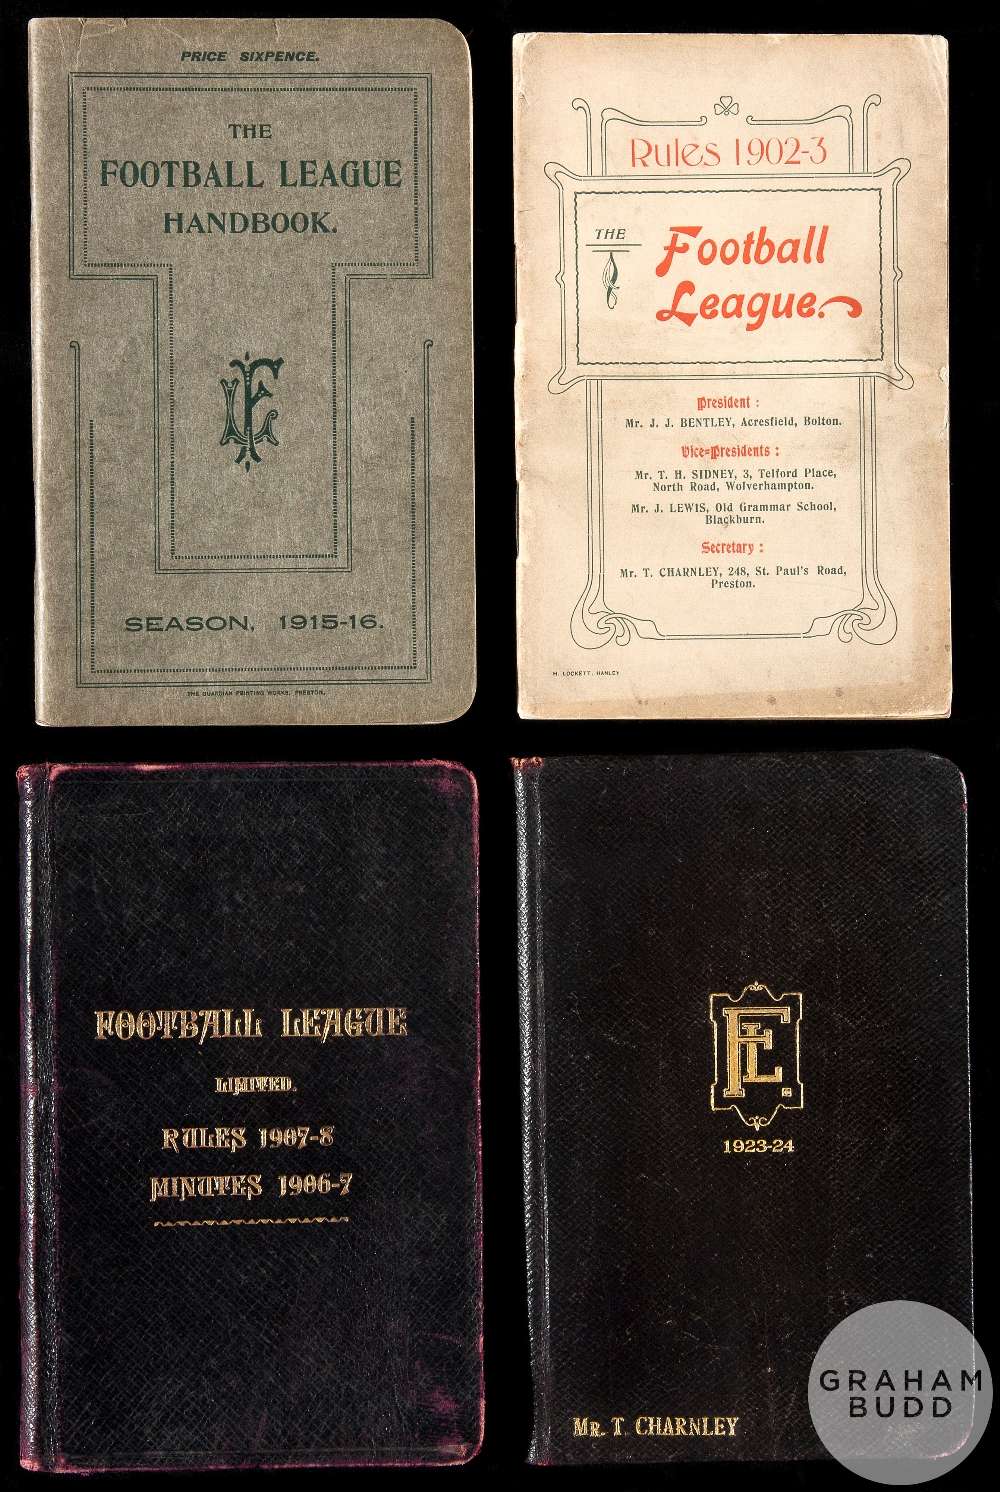 PRICE SIXPENCE.
THE
FOOTBALL LEAGUE
HANDBOOK.
LF
SEASON, 1915-16.
THE GUARDIAN PRINTING WORKS, PRESTON.
Rules 1902-3
THE
Football
League.
President :
Mr. J. J. BENTLEY, Acresfield, Bolton.
Vice=Presidents :
Mr. T. H. SIDNEY, 3, Telford Place,
North Road, Wolverhampton.
Mr. J. LEWIS, Old Grammar School,
Blackburn.
Secretary :
Mr. T. CHARNLEY, 248, St. Paul's Road,
Preston.
H. LOCKETT, HANLEY
FOOTBALL LEAGUE
LIMITED.
RULES 1907-8
MINUTES 1906-7
FL
1923-24
MR. T. CHARNLEY
GRAHAM
BUDD